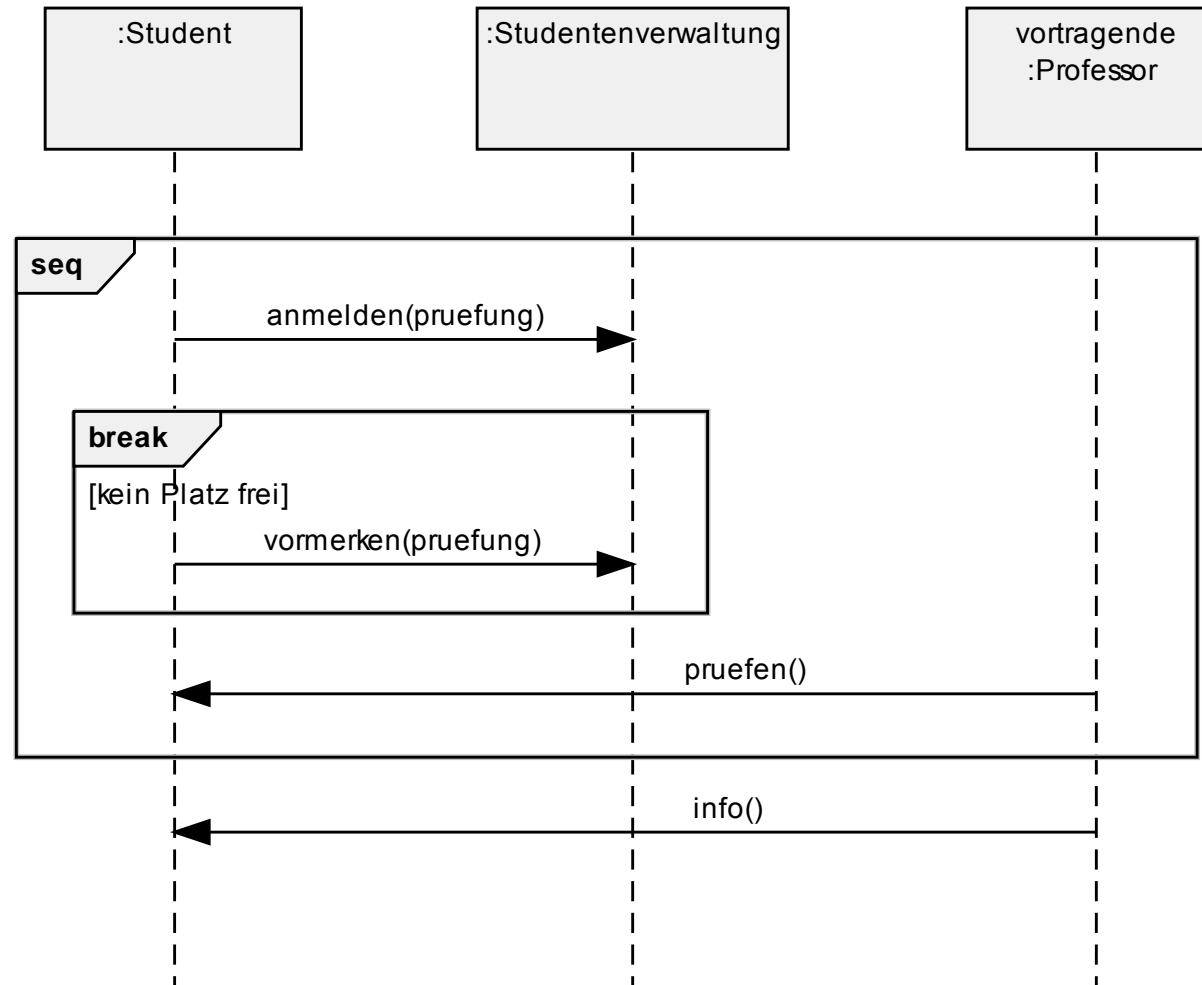 :Student
:Studentenverwaltung
vortragende
:Professor
seq
anmelden(pruefung)
break
[kein Platz frei]
vormerken(pruefung)
pruefen()
info()